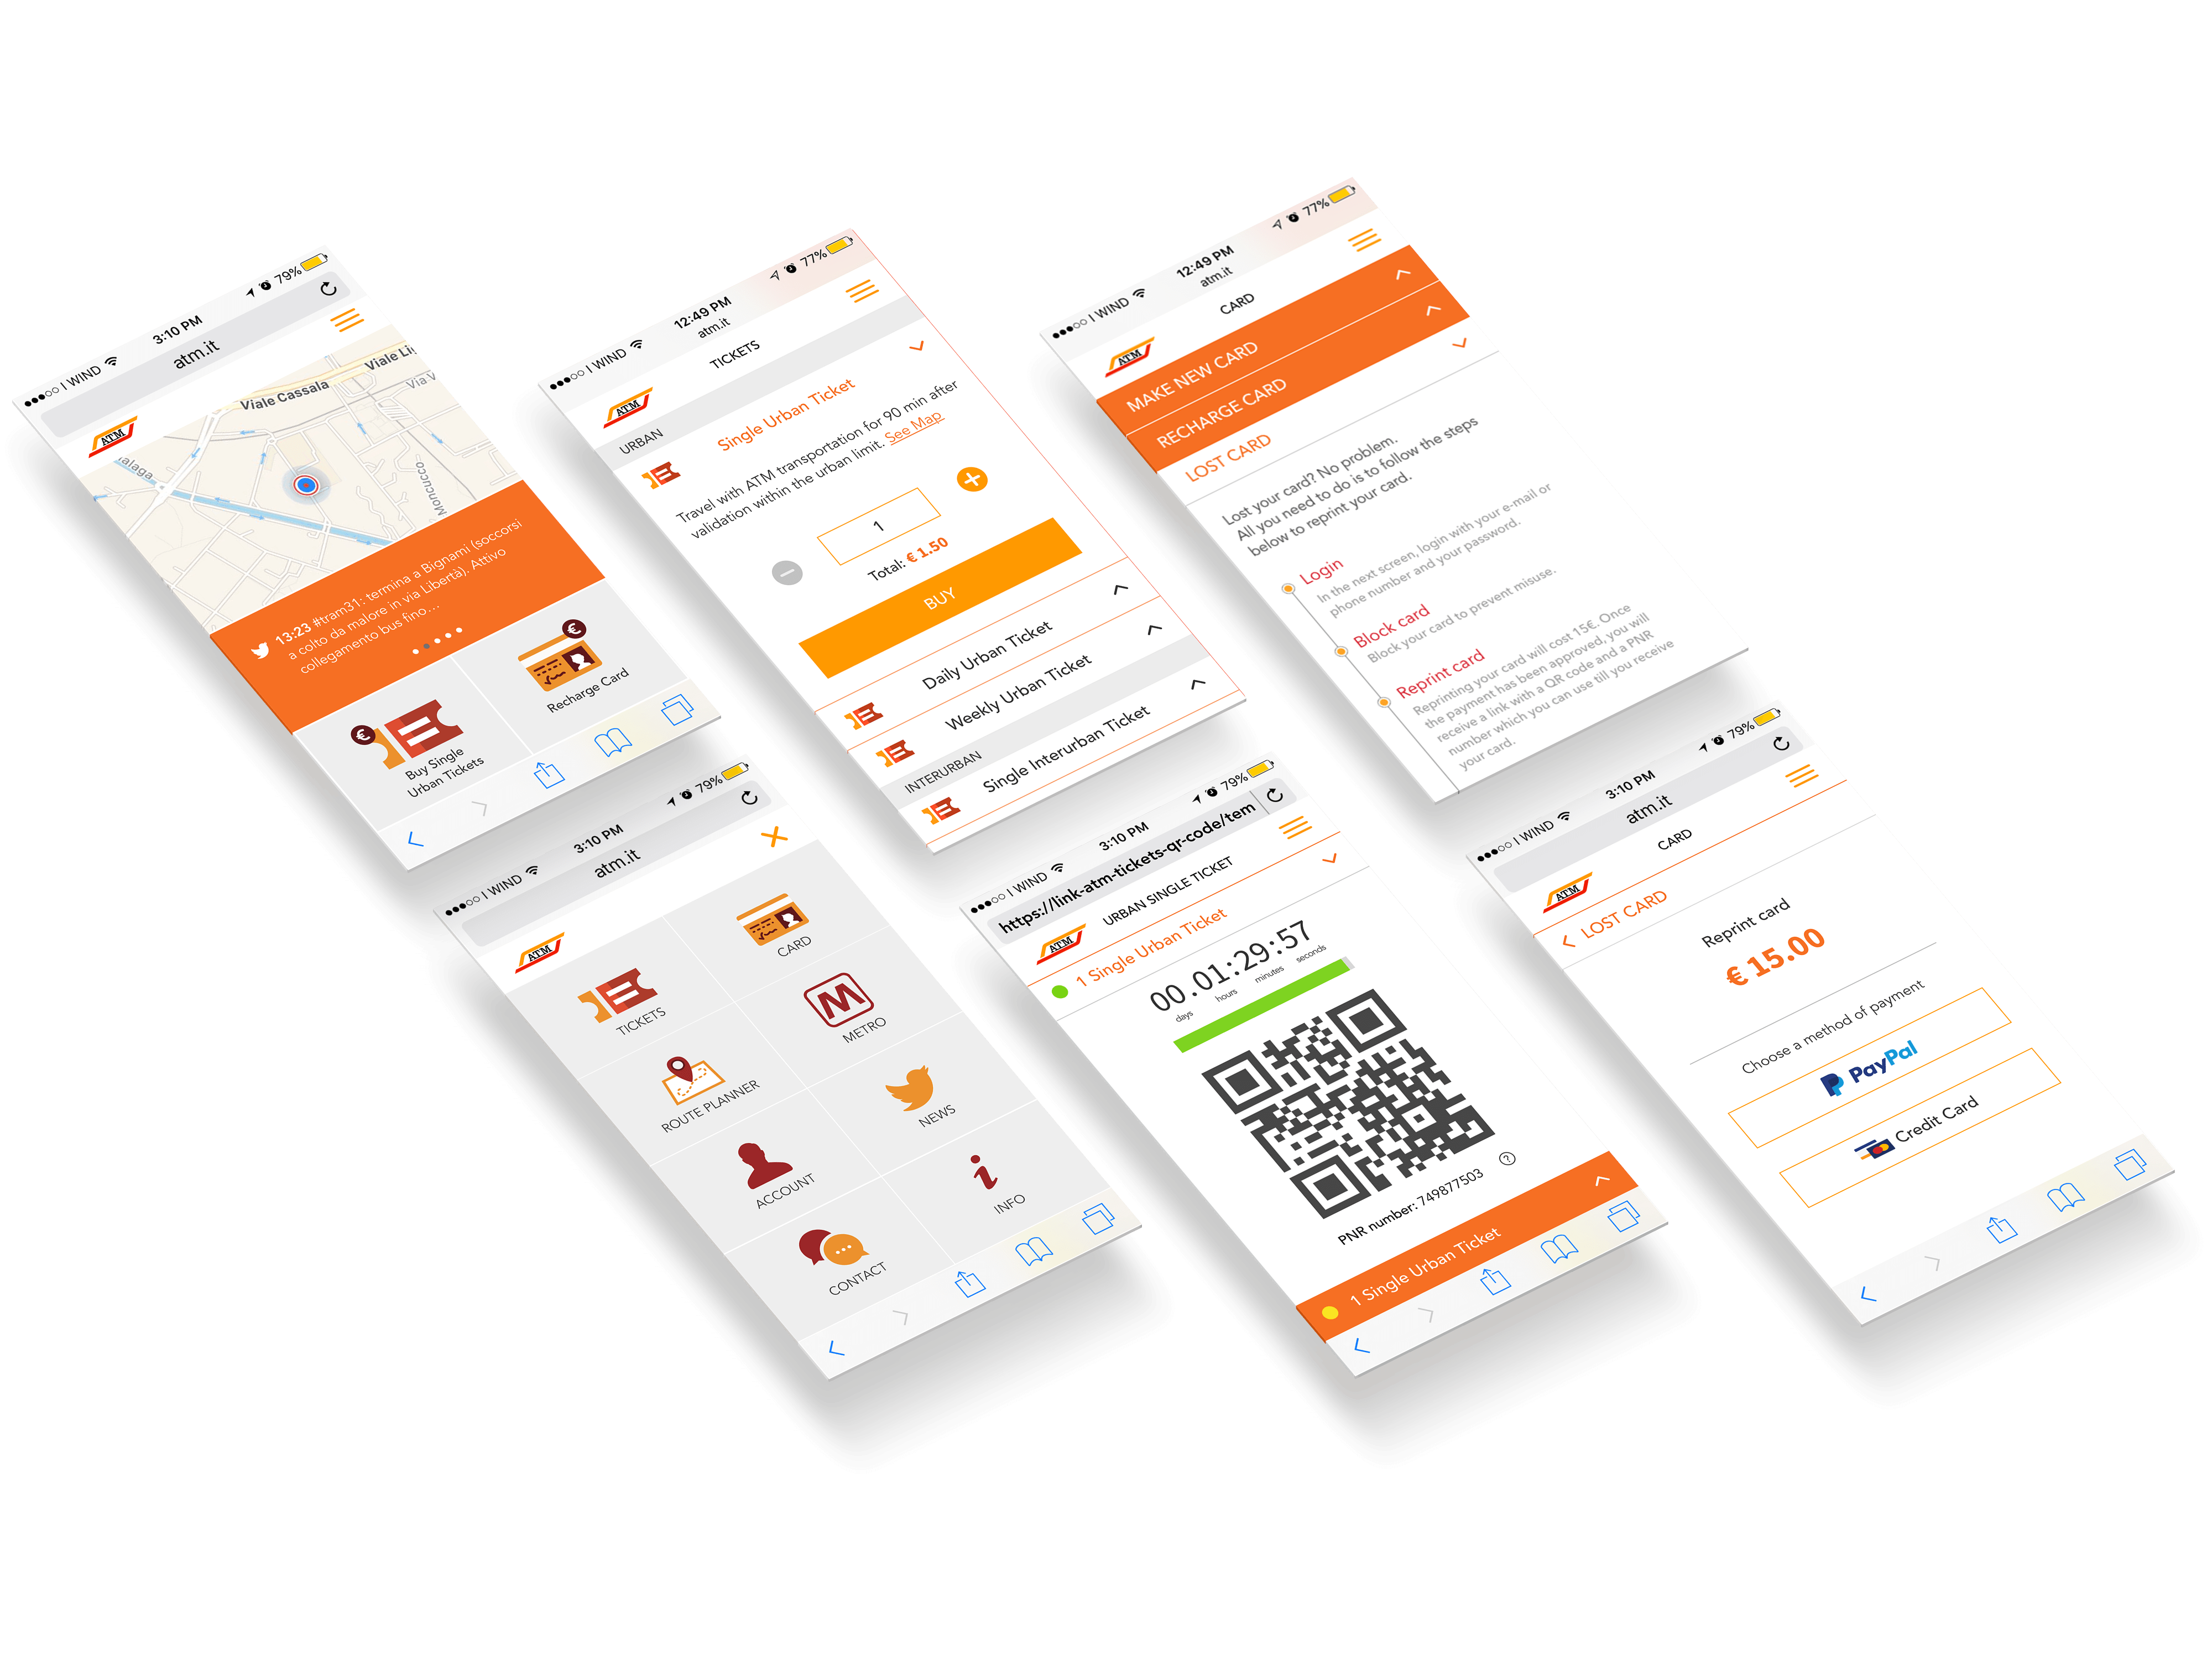 I WIND
3:10 PM
79%
atm.it
ATM
Viale Cassala
Viale Li
Via V
alaga
Moncucco
13:23 #tram31: termina a Bignami (soccorsi
a colto da malore in via Libertà). Attivo
collegamento bus fino...
€
Buy Single
Urban Tickets
€
Recharge Card
I WIND
12:49 PM
77%
atm.it
ATM
TICKETS
URBAN
Single Urban Ticket
Travel with ATM transportation for 90 min after
validation within the urban limit. See Map
1
Total: € 1.50
BUY
Daily Urban Ticket
Weekly Urban Ticket
INTERURBAN
Single Interurban Ticket
I WIND
12:49 PM
77%
atm.it
ATM
CARD
MAKE NEW CARD
RECHARGE CARD
LOST CARD
Lost your card? No problem.
All you need to do is to follow the steps
below to reprint your card.
Login
In the next screen, login with your e-mail or
phone number and your password.
Block card
Block your card to prevent misuse.
Reprint card
Reprinting your card will cost 15€. Once
the payment has been approved, you will
receive a link with a QR code and a PNR
number which you can use till you receive
your card.
I WIND
3:10 PM
79%
atm.it
ATM
TICKETS
CARD
ROUTE PLANNER
M
METRO
ACCOUNT
NEWS
CONTACT
INFO
I WIND
3:10 PM
79%
https://link-atm-tickets-qr-code/tem
ATM
URBAN SINGLE TICKET
1 Single Urban Ticket
00.01:29:57
days hours minutes seconds
PNR number: 749877503 ?
1 Single Urban Ticket
I WIND
3:10 PM
79%
atm.it
ATM
CARD
LOST CARD
Reprint card
€ 15.00
Choose a method of payment
PayPal
Credit Card